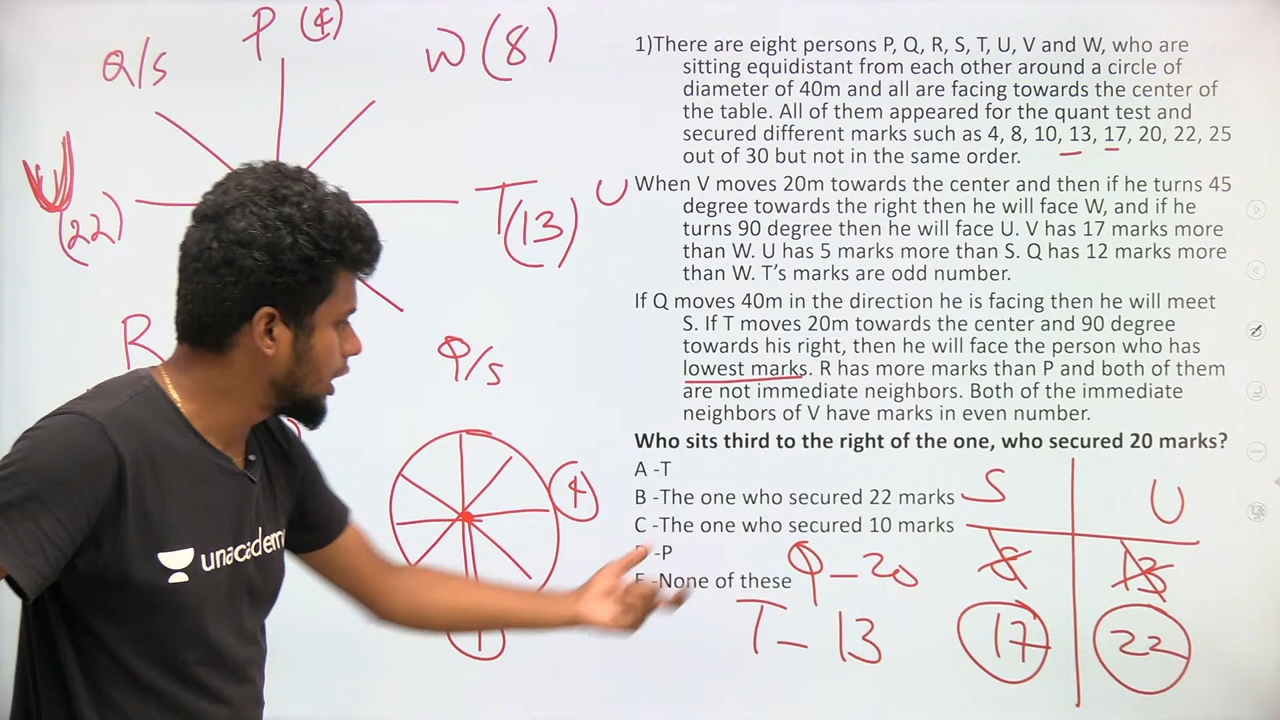 P (4)
Q/S
W (8)
U
(22)
T (13)
U
R
Q/S
4
T
unacademy
1)There are eight persons P, Q, R, S, T, U, V and W, who are
sitting equidistant from each other around a circle of
diameter of 40m and all are facing towards the center of
the table. All of them appeared for the quant test and
secured different marks such as 4, 8, 10, 13, 17, 20, 22, 25
out of 30 but not in the same order.
When V moves 20m towards the center and then if he turns 45
degree towards the right then he will face W, and if he
turns 90 degree then he will face U. V has 17 marks more
than W. U has 5 marks more than S. Q has 12 marks more
than W. T's marks are odd number.
If Q moves 40m in the direction he is facing then he will meet
S. If T moves 20m towards the center and 90 degree
towards his right, then he will face the person who has
lowest marks. R has more marks than P and both of them
are not immediate neighbors. Both of the immediate
neighbors of V have marks in even number.
Who sits third to the right of the one, who secured 20 marks?
A -T
B -The one who secured 22 marks
C -The one who secured 10 marks
-P
E -None of these
Q - 20
T - 13
S U
8 13
17 22